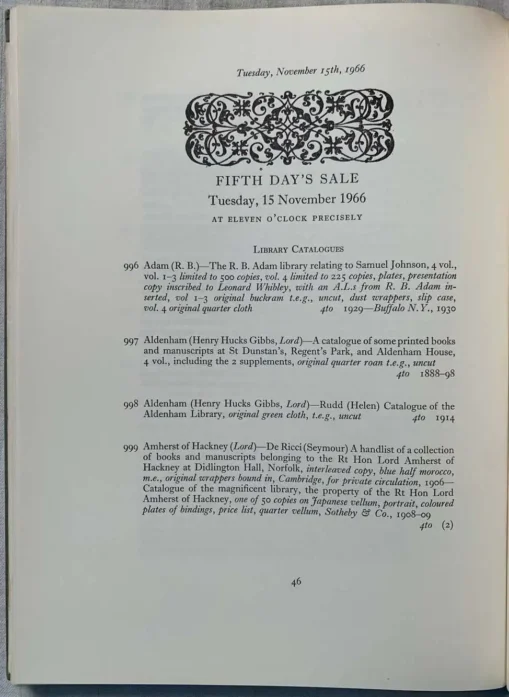 Tuesday, November 15th, 1966
FIFTH DAY'S SALE
Tuesday, 15 November 1966
AT ELEVEN O'CLOCK PRECISELY
LIBRARY CATALOGUES
996 Adam (R. B.)—The R. B. Adam library relating to Samuel Johnson, 4 vol.,
vol. 1-3 limited to 500 copies, vol. 4 limited to 225 copies, plates, presentation
copy inscribed to Leonard Whibley, with an A.L.s from R. B. Adam in-
serted, vol 1-3 original buckram t.e.g., uncut, dust wrappers, slip case,
vol. 4 original quarter cloth 4to 1929—Buffalo N.Y., 1930
997 Aldenham (Henry Hucks Gibbs, Lord)—A catalogue of some printed books
and manuscripts at St Dunstan's, Regent's Park, and Aldenham House,
4 vol., including the 2 supplements, original quarter roan t.e.g., uncut
4to 1888-98
998 Aldenham (Henry Hucks Gibbs, Lord)—Rudd (Helen) Catalogue of the
Aldenham Library, original green cloth, t.e.g., uncut 4to 1914
999 Amherst of Hackney (Lord)—De Ricci (Seymour) A handlist of a collection
of books and manuscripts belonging to the Rt Hon Lord Amherst of
Hackney at Didlington Hall, Norfolk, interleaved copy, blue half morocco,
m.e., original wrappers bound in, Cambridge, for private circulation, 1906—
Catalogue of the magnificent library, the property of the Rt Hon Lord
Amherst of Hackney, one of 50 copies on Japanese vellum, portrait, coloured
plates of bindings, price list, quarter vellum, Sotheby & Co., 1908-09
4to (2)
46